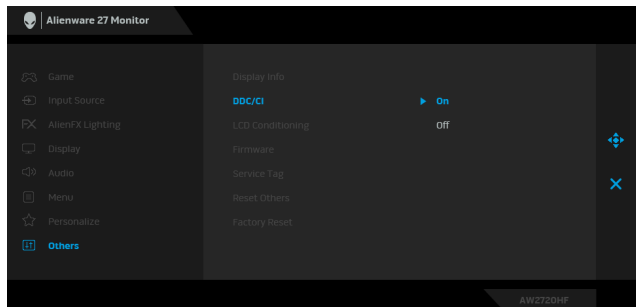 Alienware 27 Monitor
Game
Input Source
AlienFX Lighting
Display
Audio
Menu
Personalize
Others
Display Info
DDC/CI On
LCD Conditioning Off
Firmware
Service Tag
Reset Others
Factory Reset
AW2720HF